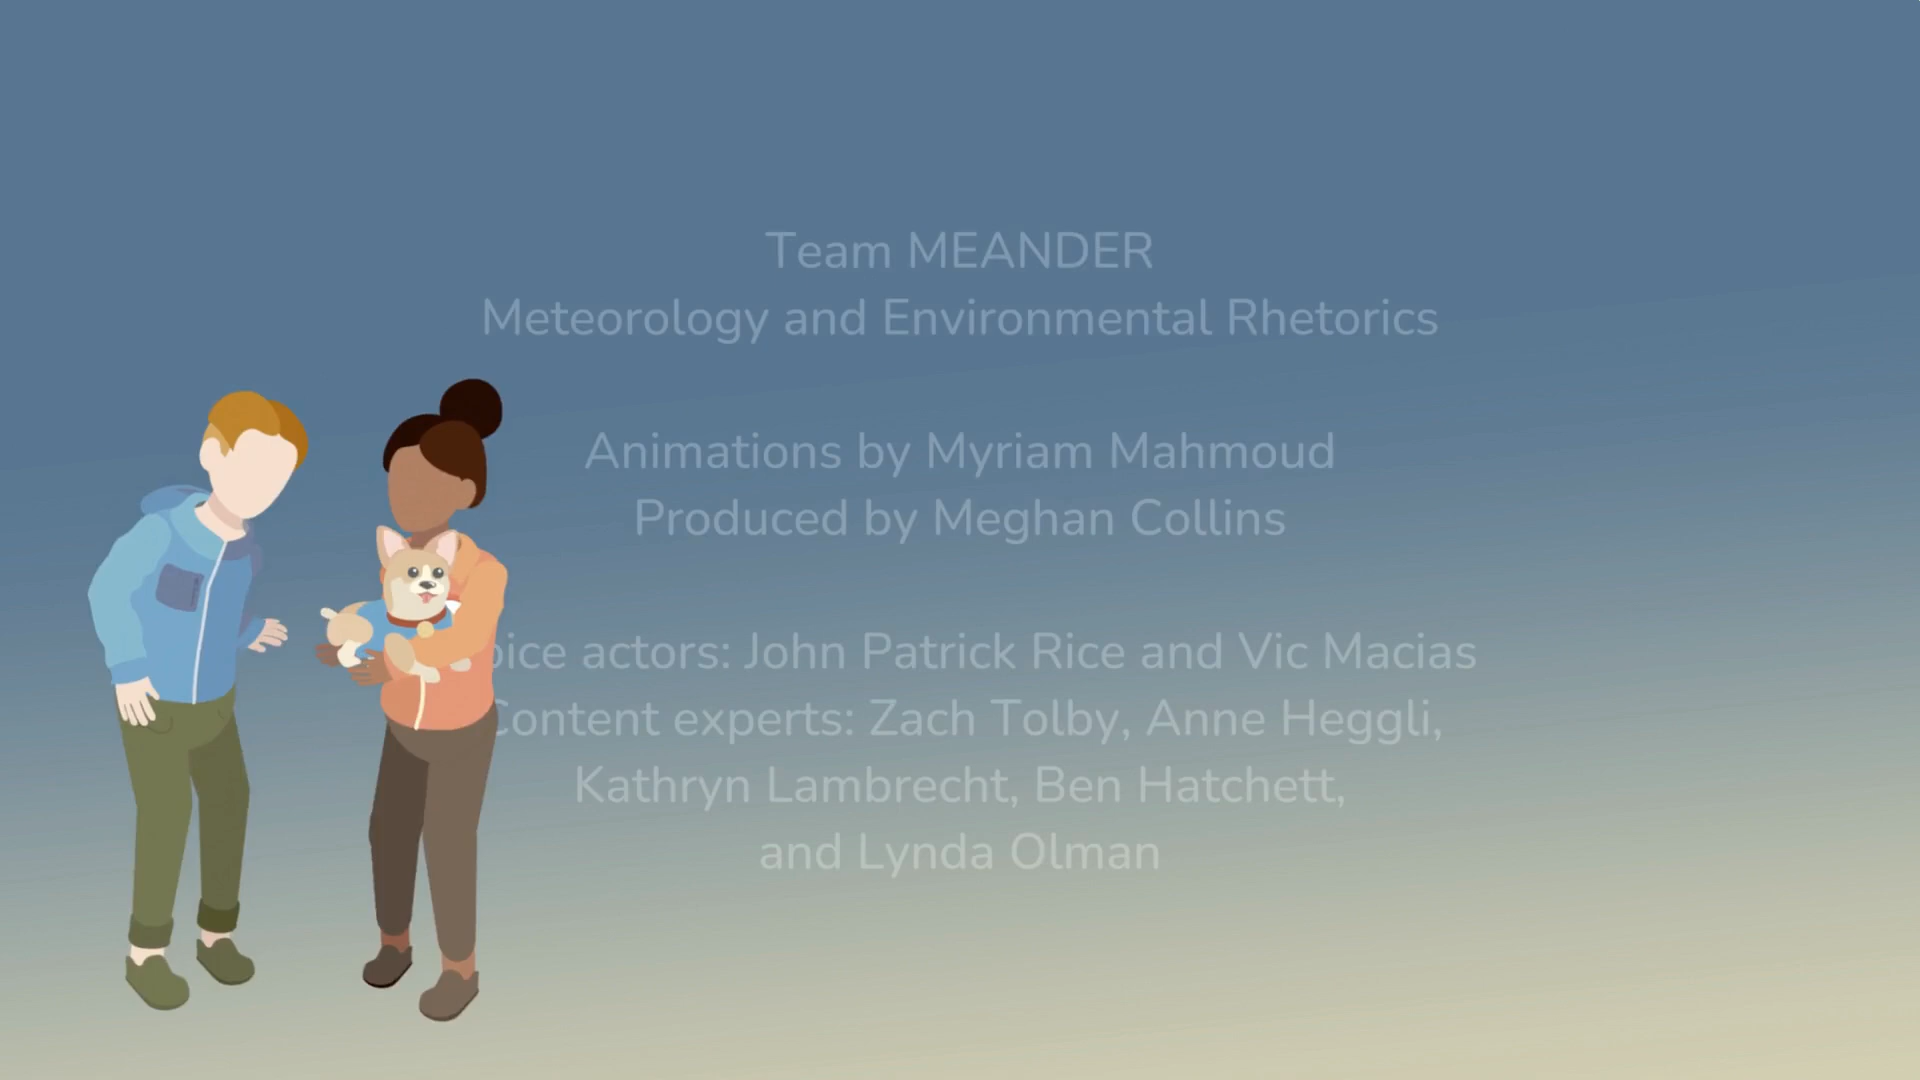 Team MEANDER
Meteorology and Environmental Rhetorics
Animations by Myriam Mahmoud
Produced by Meghan Collins
oice actors: John Patrick Rice and Vic Macias
Content experts: Zach Tolby, Anne Heggli,
Kathryn Lambrecht, Ben Hatchett,
and Lynda Olman